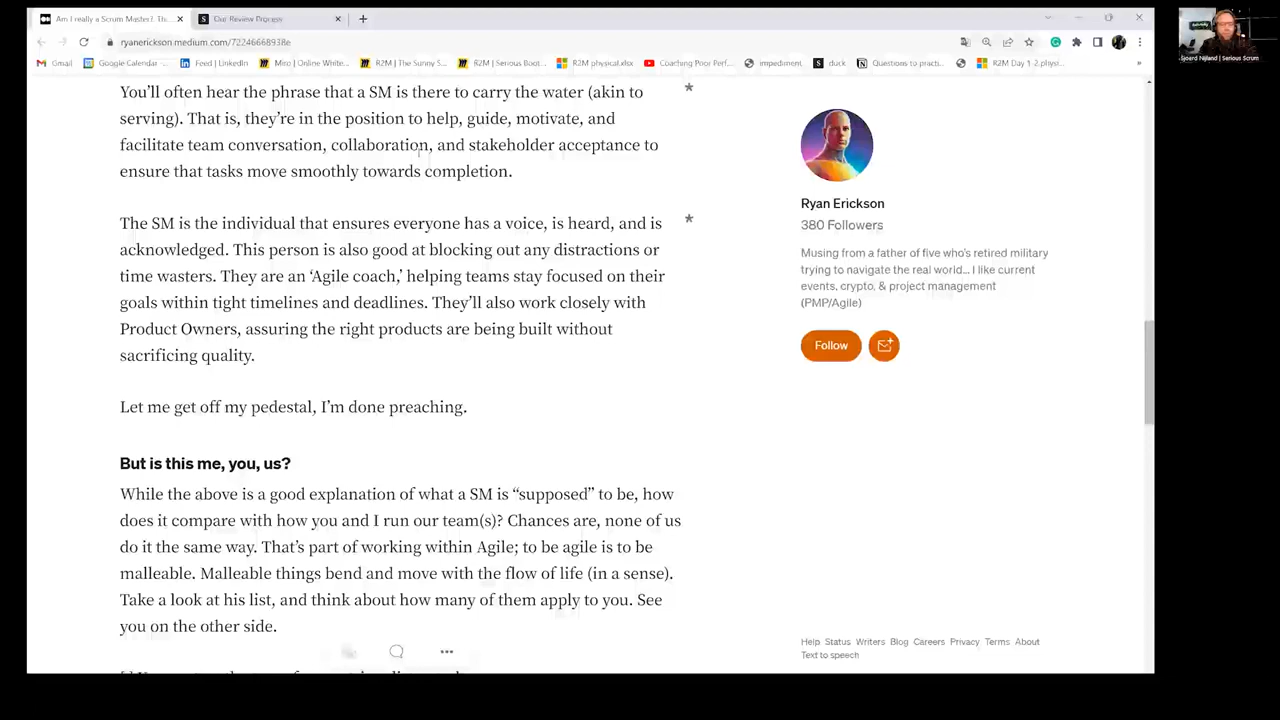 Am I really a Scrum Master?. Th...
Our Review Process
ryanerickson.medium.com/72246668938e
Gmail
Google Calendar -...
Feed | LinkedIn
Miro | Online White...
R2M | The Sunny S...
R2M | Serious Boot...
R2M physical.xlsx
Coaching Poor Perf...
impediment.
duck
Questions to practi...
R2M Day 1-2 physi...
»
Sjoerd Nijland | Serious Scrum
You’ll often hear the phrase that a SM is there to carry the water (akin to
serving). That is, they’re in the position to help, guide, motivate, and
facilitate team conversation, collaboration, and stakeholder acceptance to
ensure that tasks move smoothly towards completion.
The SM is the individual that ensures everyone has a voice, is heard, and is
acknowledged. This person is also good at blocking out any distractions or
time wasters. They are an ‘Agile coach,’ helping teams stay focused on their
goals within tight timelines and deadlines. They’ll also work closely with
Product Owners, assuring the right products are being built without
sacrificing quality.
Let me get off my pedestal, I’m done preaching.
But is this me, you, us?
While the above is a good explanation of what a SM is “supposed” to be, how
does it compare with how you and I run our team(s)? Chances are, none of us
do it the same way. That’s part of working within Agile; to be agile is to be
malleable. Malleable things bend and move with the flow of life (in a sense).
Take a look at his list, and think about how many of them apply to you. See
you on the other side.
Ryan Erickson
380 Followers
Musing from a father of five who’s retired military
trying to navigate the real world... I like current
events, crypto, & project management
(PMP/Agile)
Follow
Help Status Writers Blog Careers Privacy Terms About
Text to speech